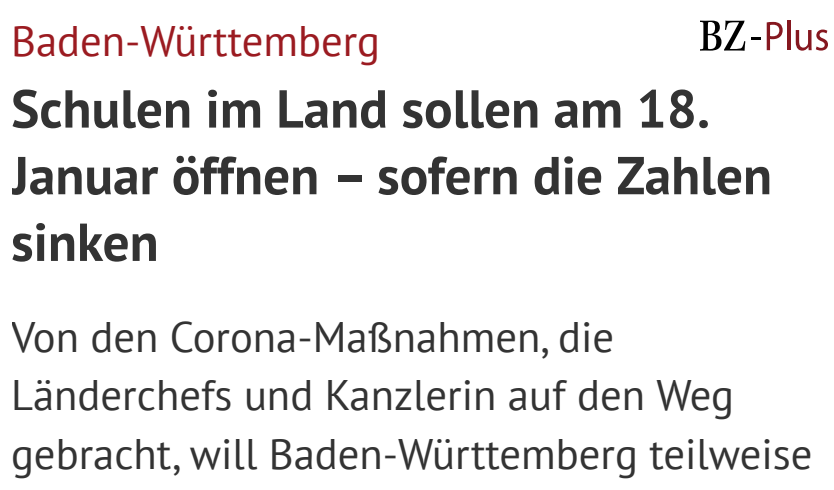 Baden-Württemberg
BZ-Plus
Schulen im Land sollen am 18.
Januar öffnen – sofern die Zahlen
sinken
Von den Corona-Maßnahmen, die
Länderchefs und Kanzlerin auf den Weg
gebracht, will Baden-Württemberg teilweise